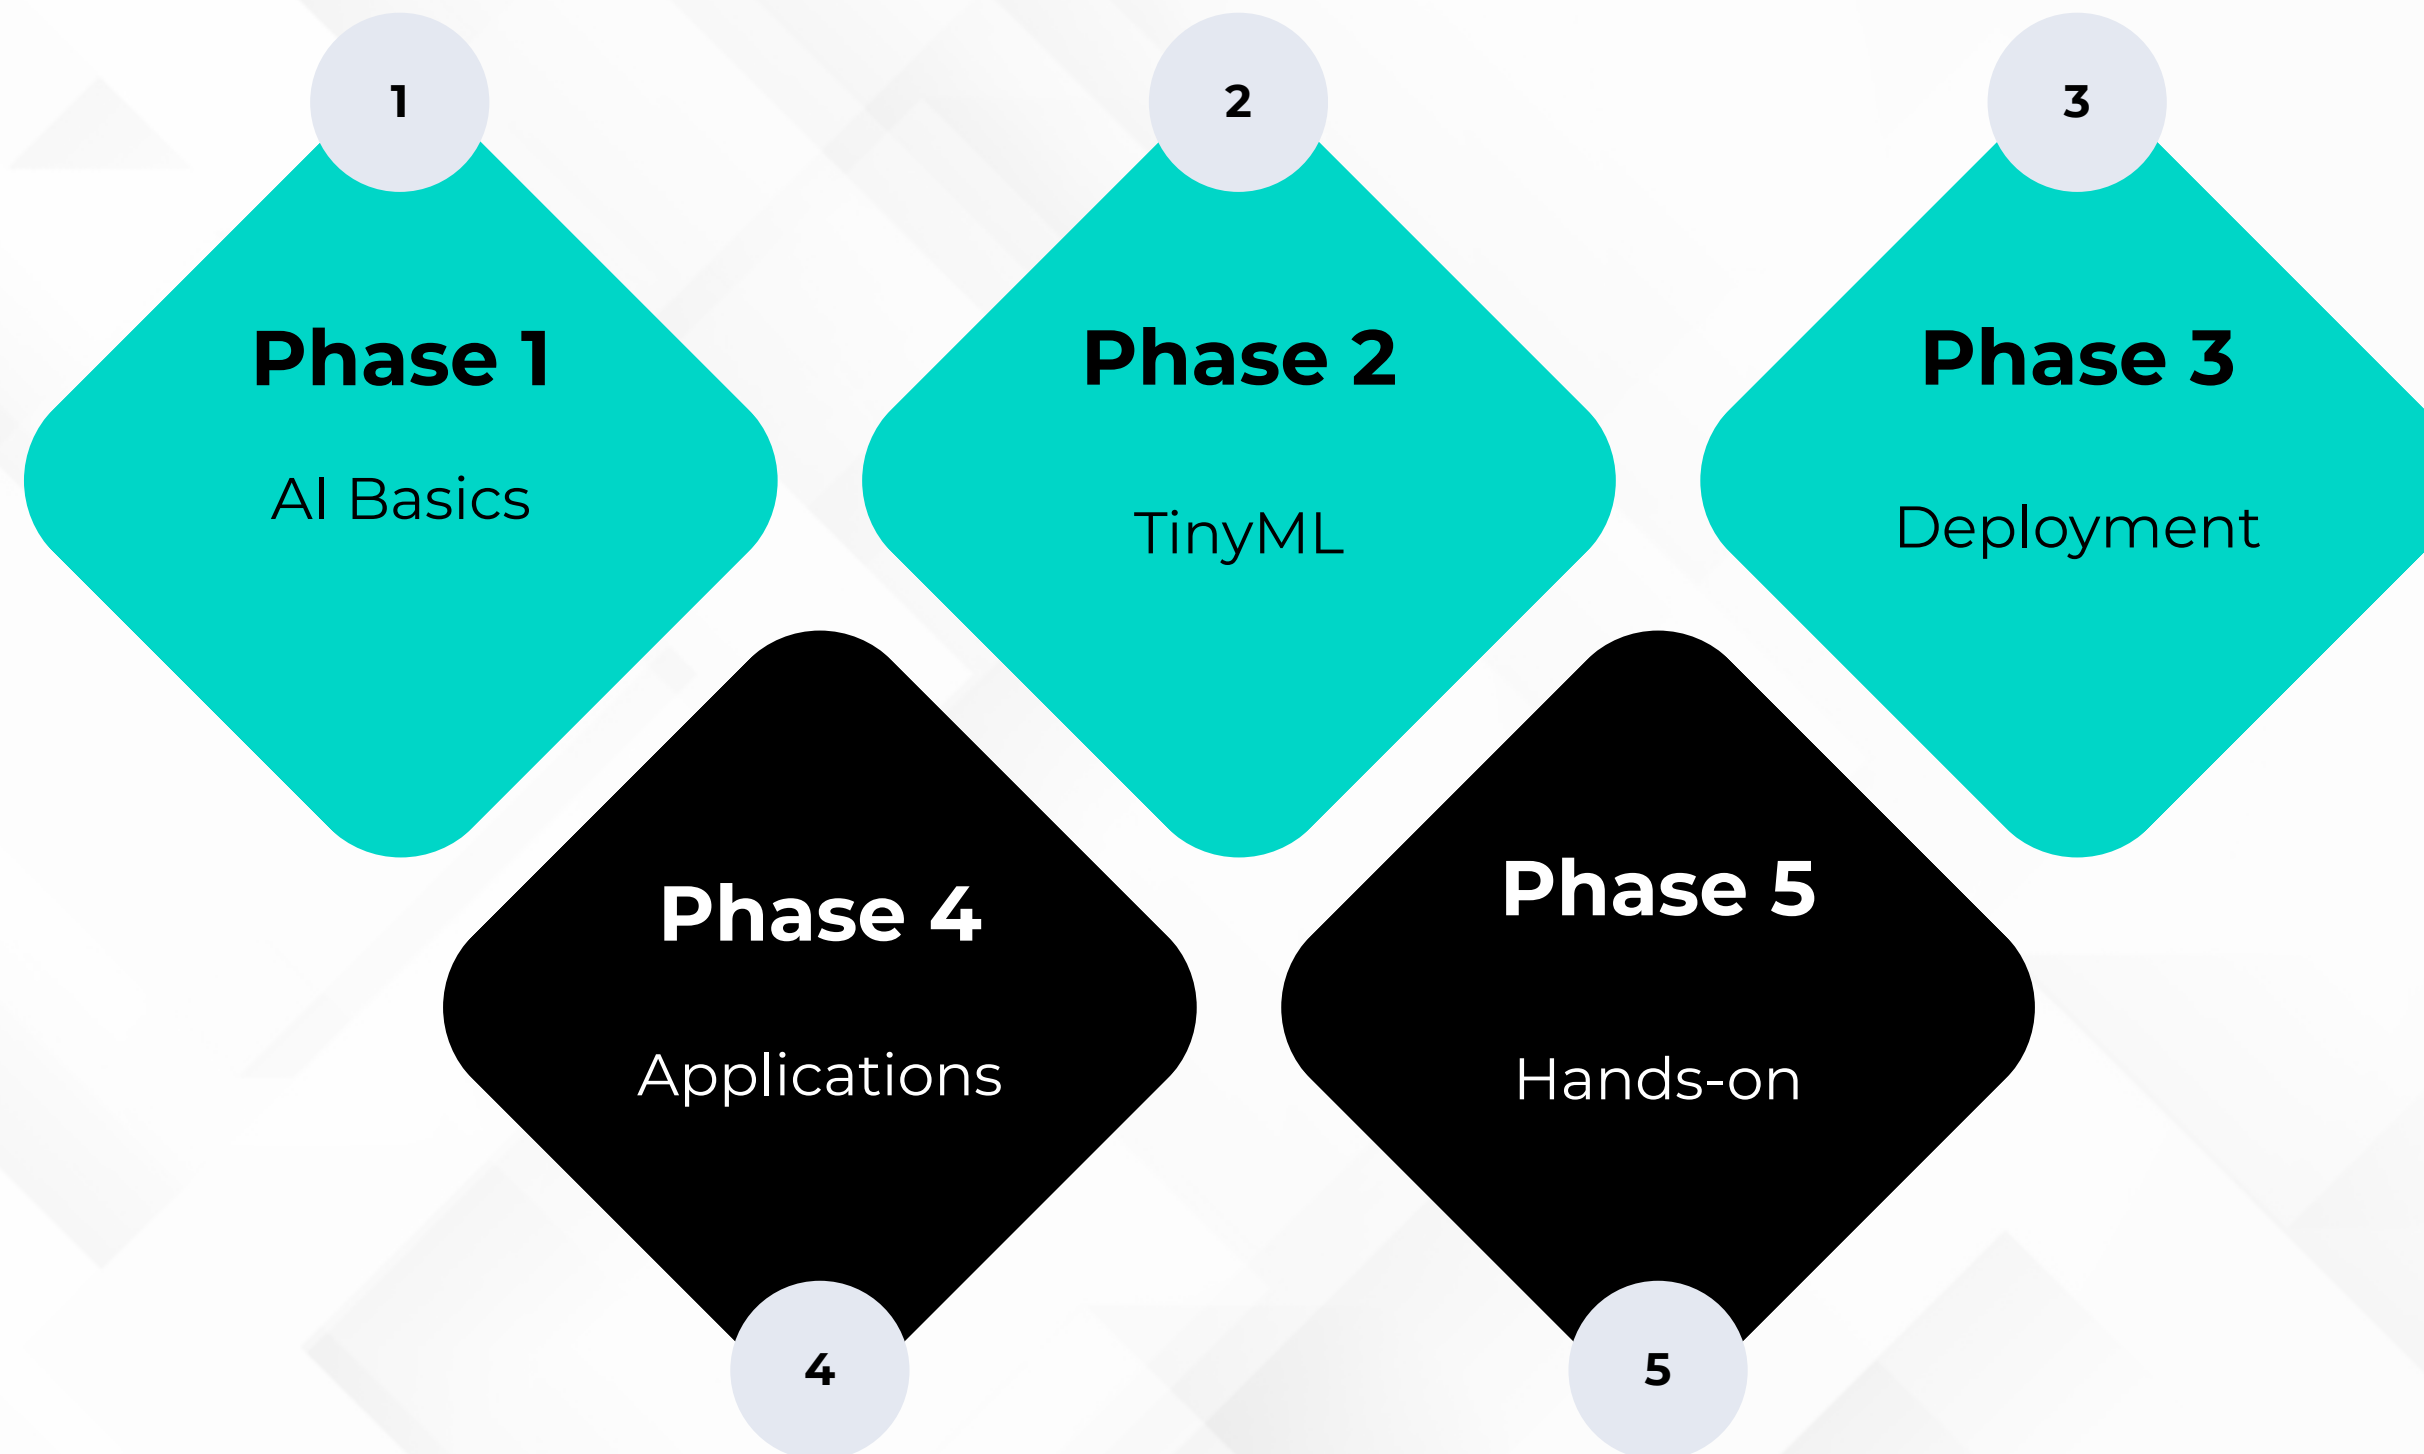 1
Phase 1
AI Basics
2
Phase 2
TinyML
3
Phase 3
Deployment
Phase 4
Applications
4
Phase 5
Hands-on
5